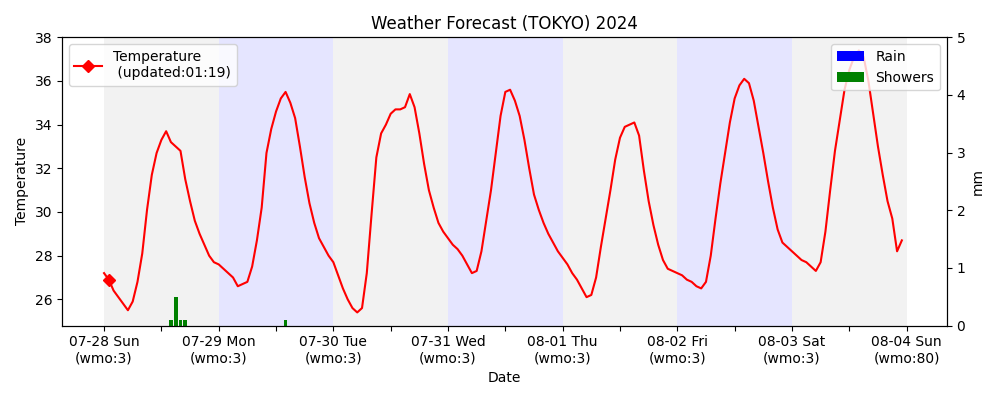 Weather Forecast (TOKYO) 2024
Temperature
(updated:01:19)
Rain
Showers
38
36
34
32
30
28
26
Temperature
5
4
3
2
1
0
mm
07-28 Sun
(wmo:3)
07-29 Mon
(wmo:3)
07-30 Tue
(wmo:3)
07-31 Wed
(wmo:3)
08-01 Thu
(wmo:3)
08-02 Fri
(wmo:3)
08-03 Sat
(wmo:3)
08-04 Sun
(wmo:80)
Date